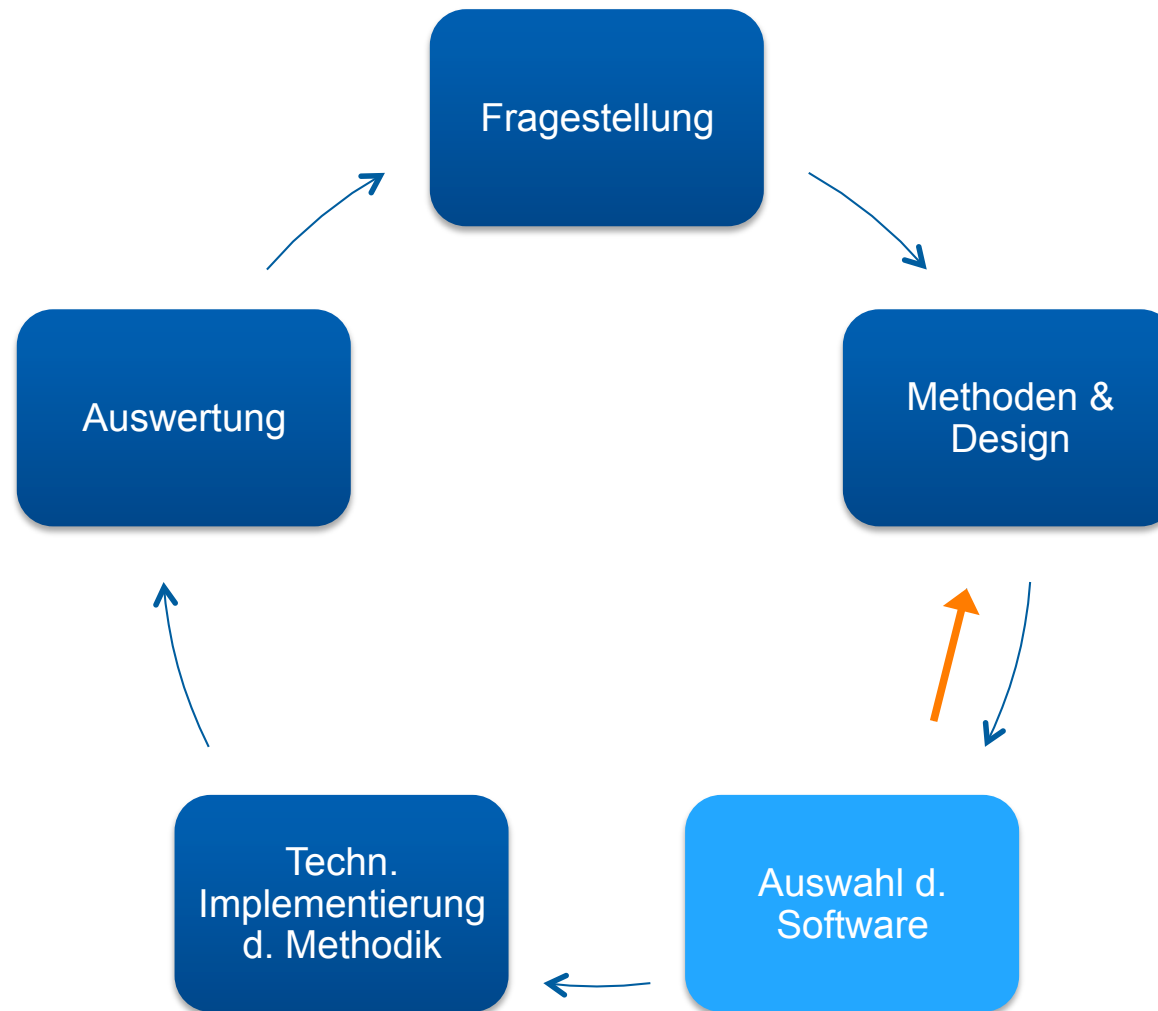 Fragestellung
Methoden &
Design
Auswahl d.
Software
Techn.
Implementierung
d. Methodik
Auswertung